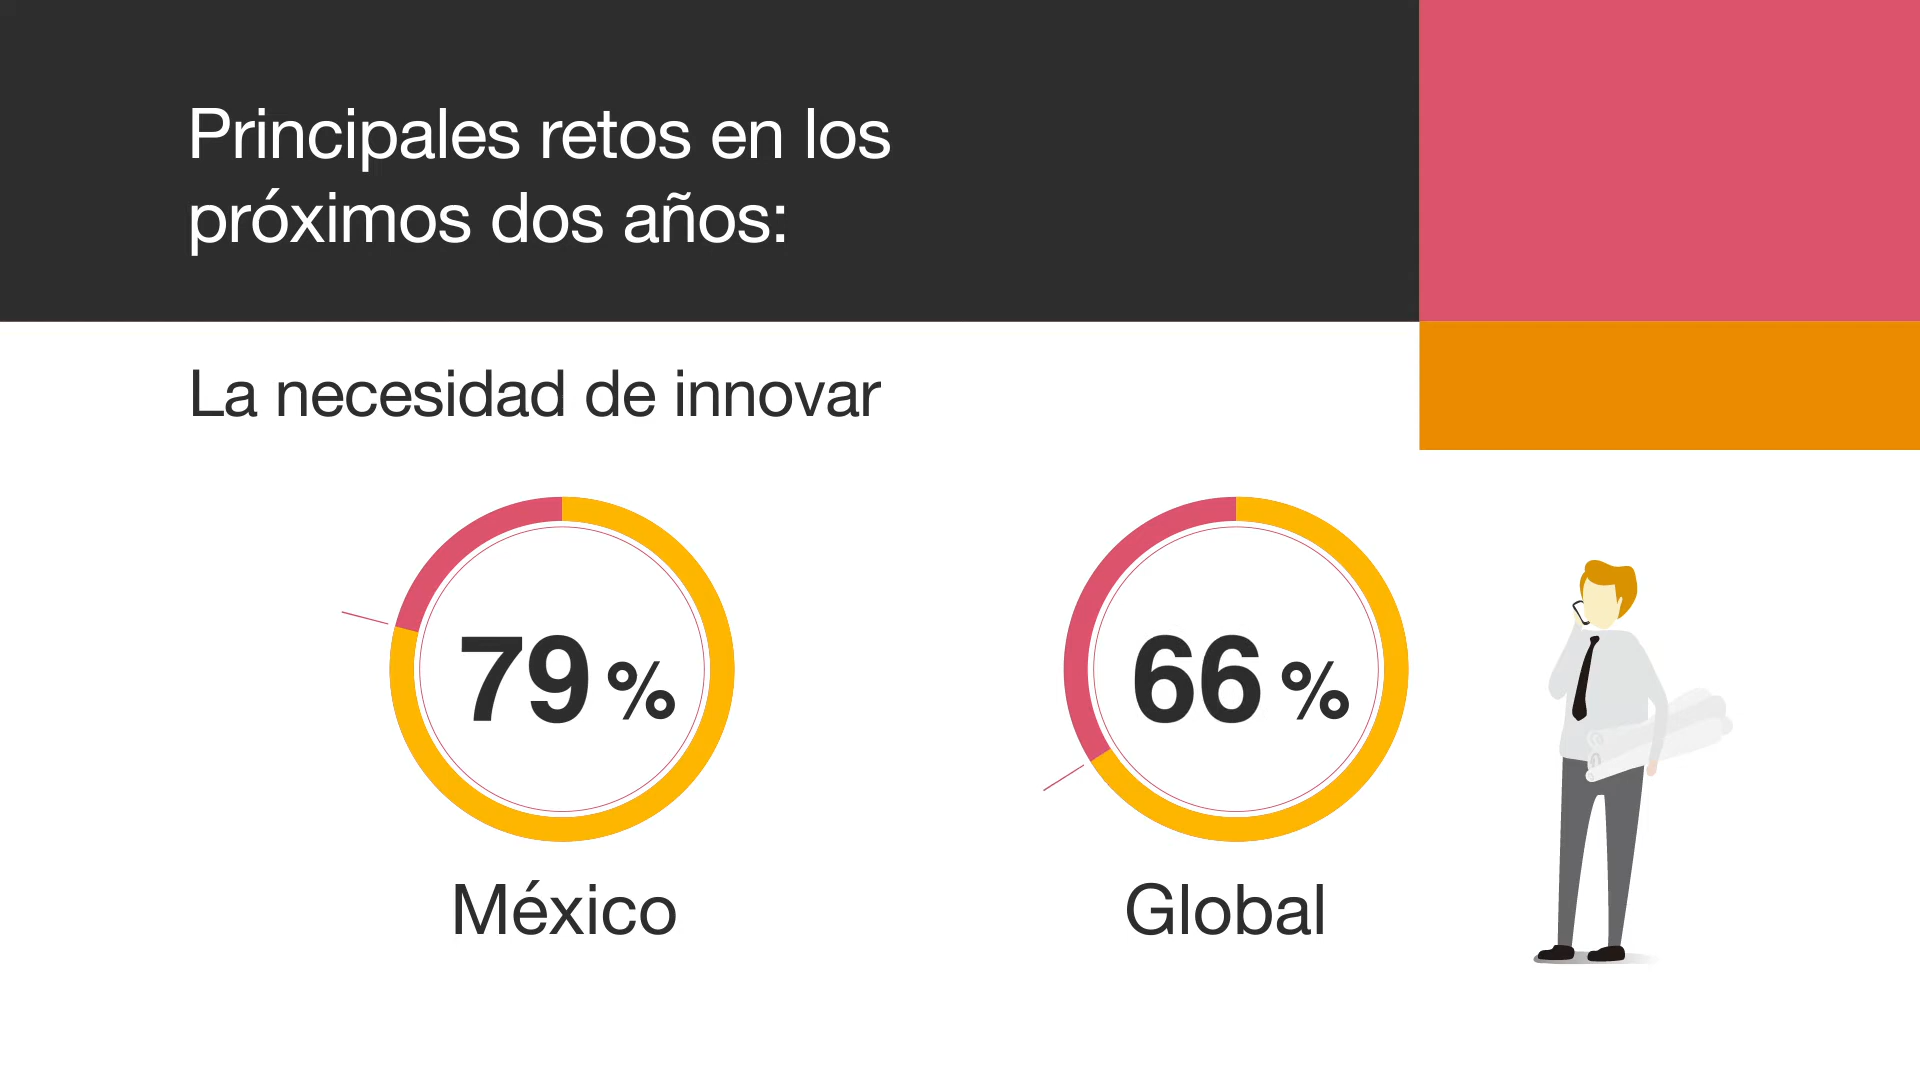 Principales retos en los
próximos dos años:
La necesidad de innovar
79 %
66 %
México
Global